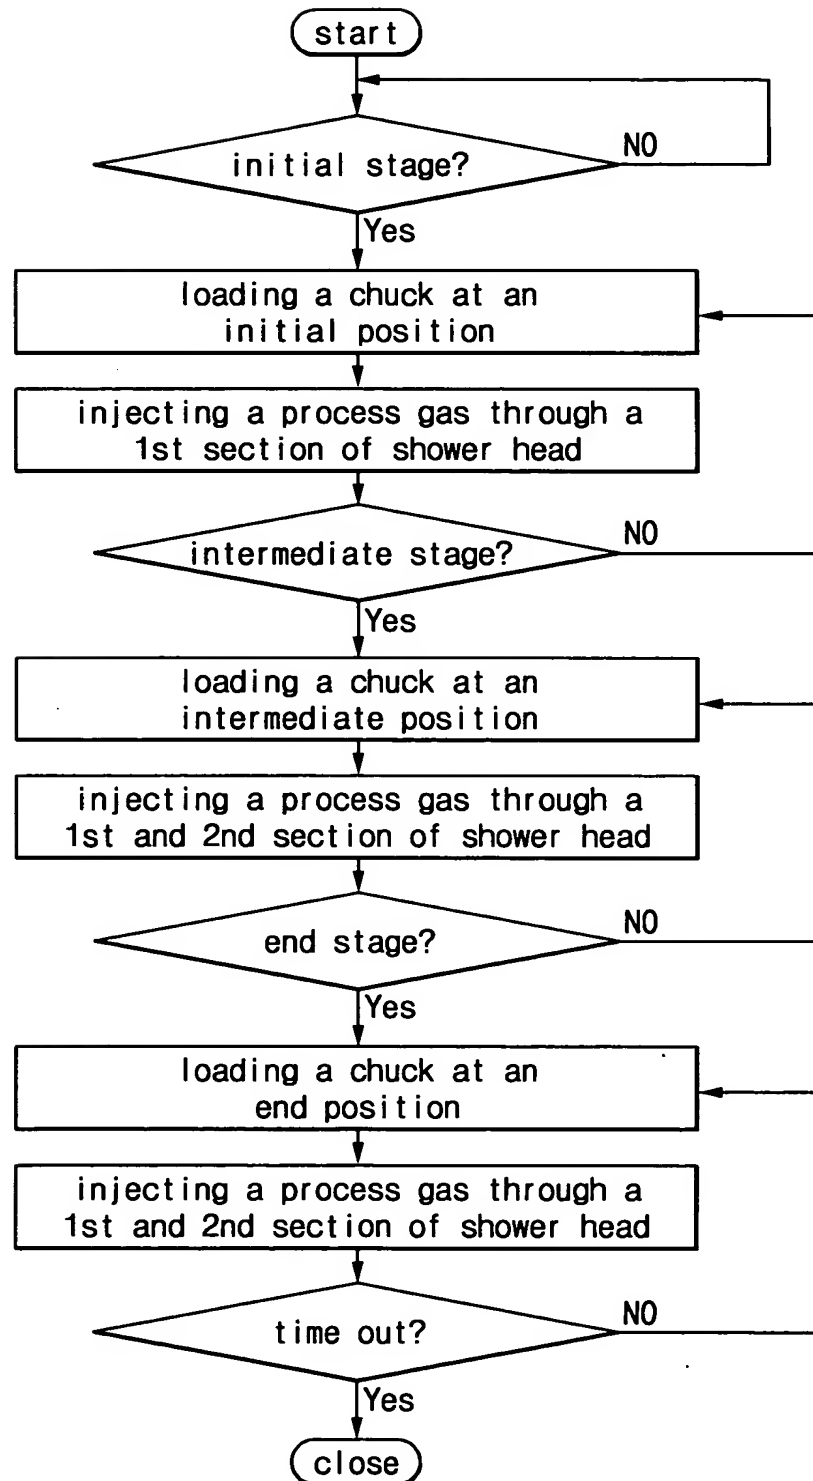 start
initial stage?
NO
Yes
loading a chuck at an
initial position
injecting a process gas through a
1st section of shower head
intermediate stage?
NO
Yes
loading a chuck at an
intermediate position
injecting a process gas through a
1st and 2nd section of shower head
end stage?
NO
Yes
loading a chuck at an
end position
injecting a process gas through a
1st and 2nd section of shower head
time out?
NO
Yes
close